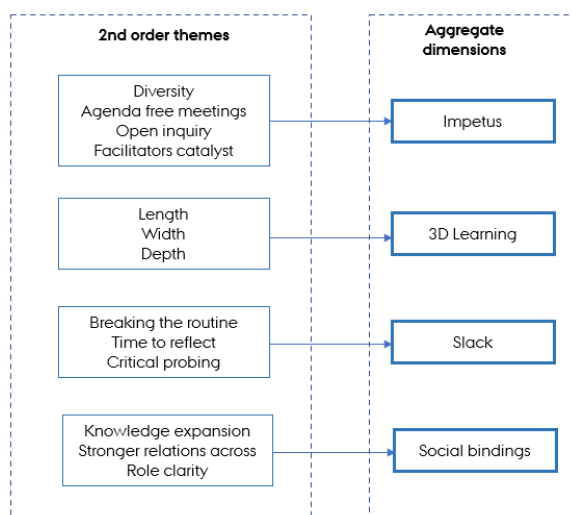 2nd order themes
Aggregate
dimensions
Diversity
Agenda free meetings
Open inquiry
Facilitators catalyst
Impetus
Length
Width
Depth
3D Learning
Breaking the routine
Time to reflect
Critical probing
Slack
Knowledge expansion
Stronger relations across
Role clarity
Social bindings